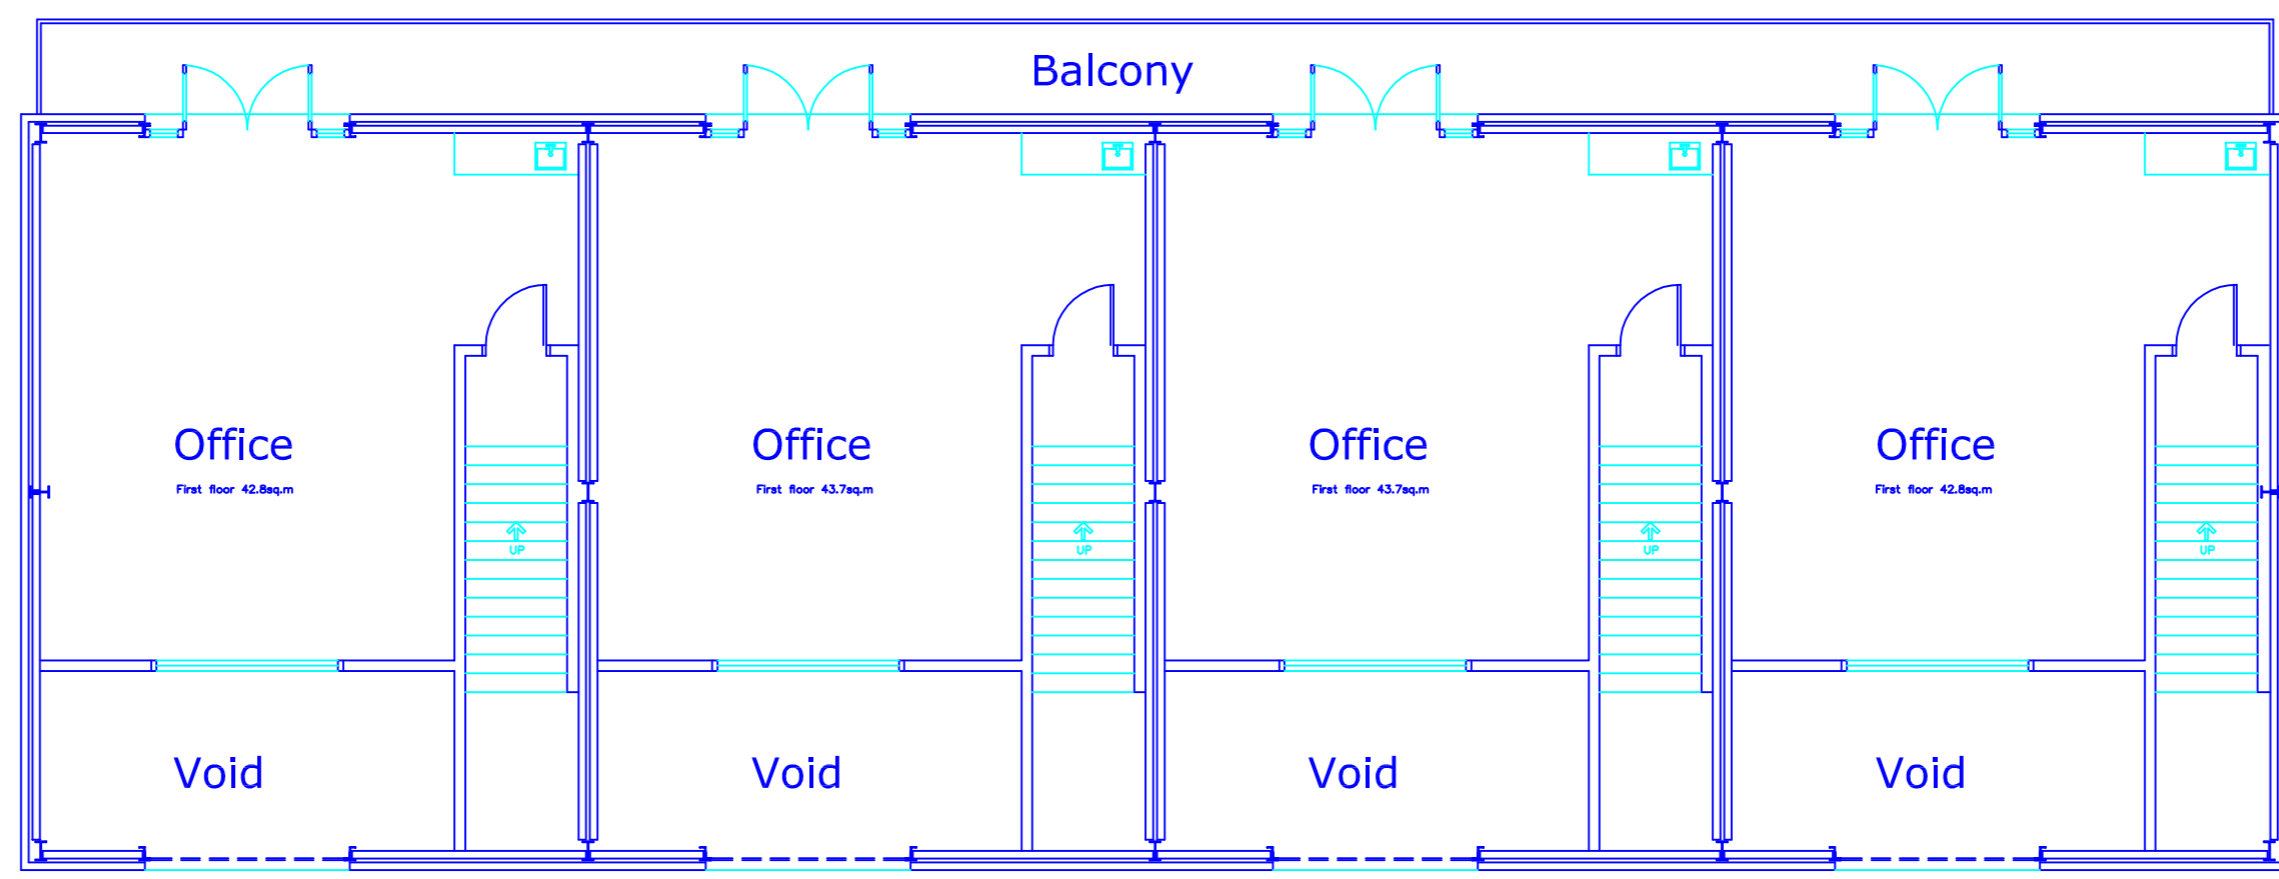 Balcony
Office
First floor 42.8sq.m
Office
First floor 43.7sq.m
Office
First floor 43.7sq.m
Office
First floor 42.8sq.m
UP
UP
UP
UP
Void
Void
Void
Void